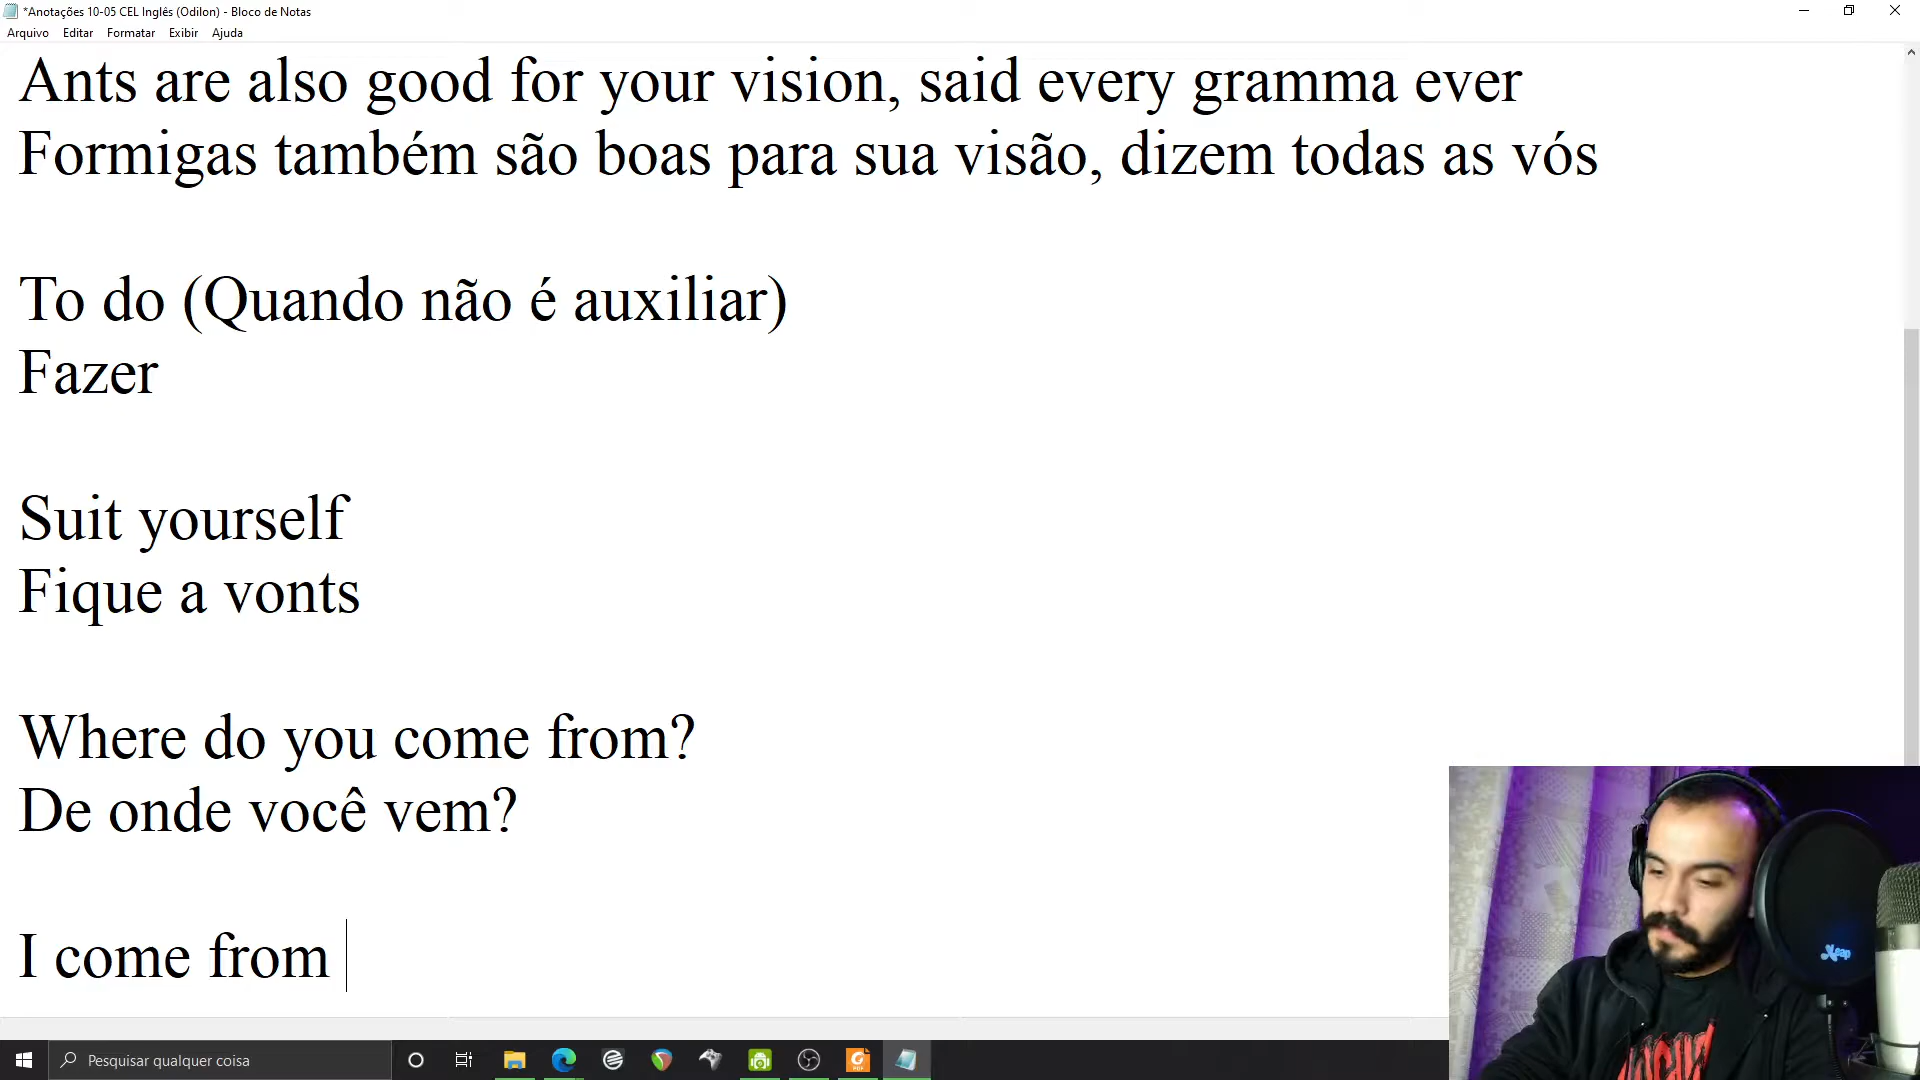 *Anotações 10-05 CEL Inglês (Odilon) - Bloco de Notas
Arquivo Editar Formatar Exibir Ajuda
Ants are also good for your vision, said every gramma ever
Formigas também são boas para sua visão, dizem todas as vós
To do (Quando não é auxiliar)
Fazer
Suit yourself
Fique a vonts
Where do you come from?
De onde você vem?
I come from
Pesquisar qualquer coisa